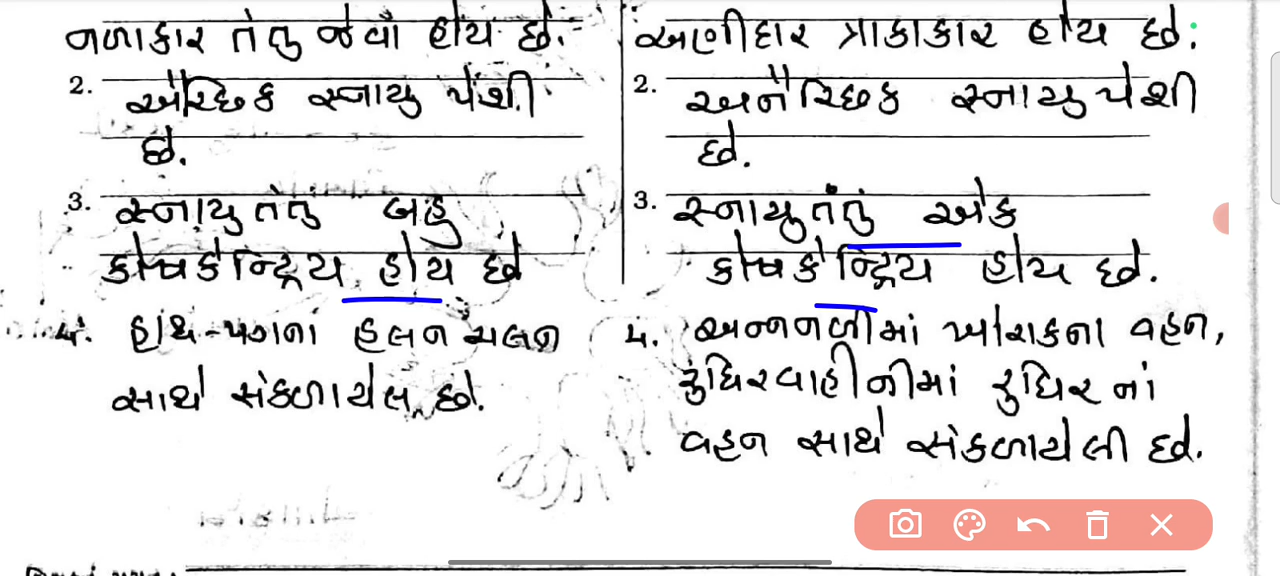 નળાકાર તંતુ જેવાં હોય છે.
2. ઐચ્છિક સ્નાયુ પેશી
છે.
3. સ્નાયુતંતું બહુ
કોષકેન્દ્રિય હોય છે
4. હાથ-પગનાં હલન ચલન
સાથે સંકળાયેલ છે.
અણીદાર ત્રાકાકાર હોય છે.
2. અનૈચ્છિક સ્નાયુ પેશી
છે.
3. સ્નાયુતંતું એક
કોષકેન્દ્રિય હોય છે.
4. અન્નનળીમાં ખોરાકના વહન,
રુધિરવાહીનીમાં રુધિરનાં
વહન સાથે સંકળાયેલી છે.